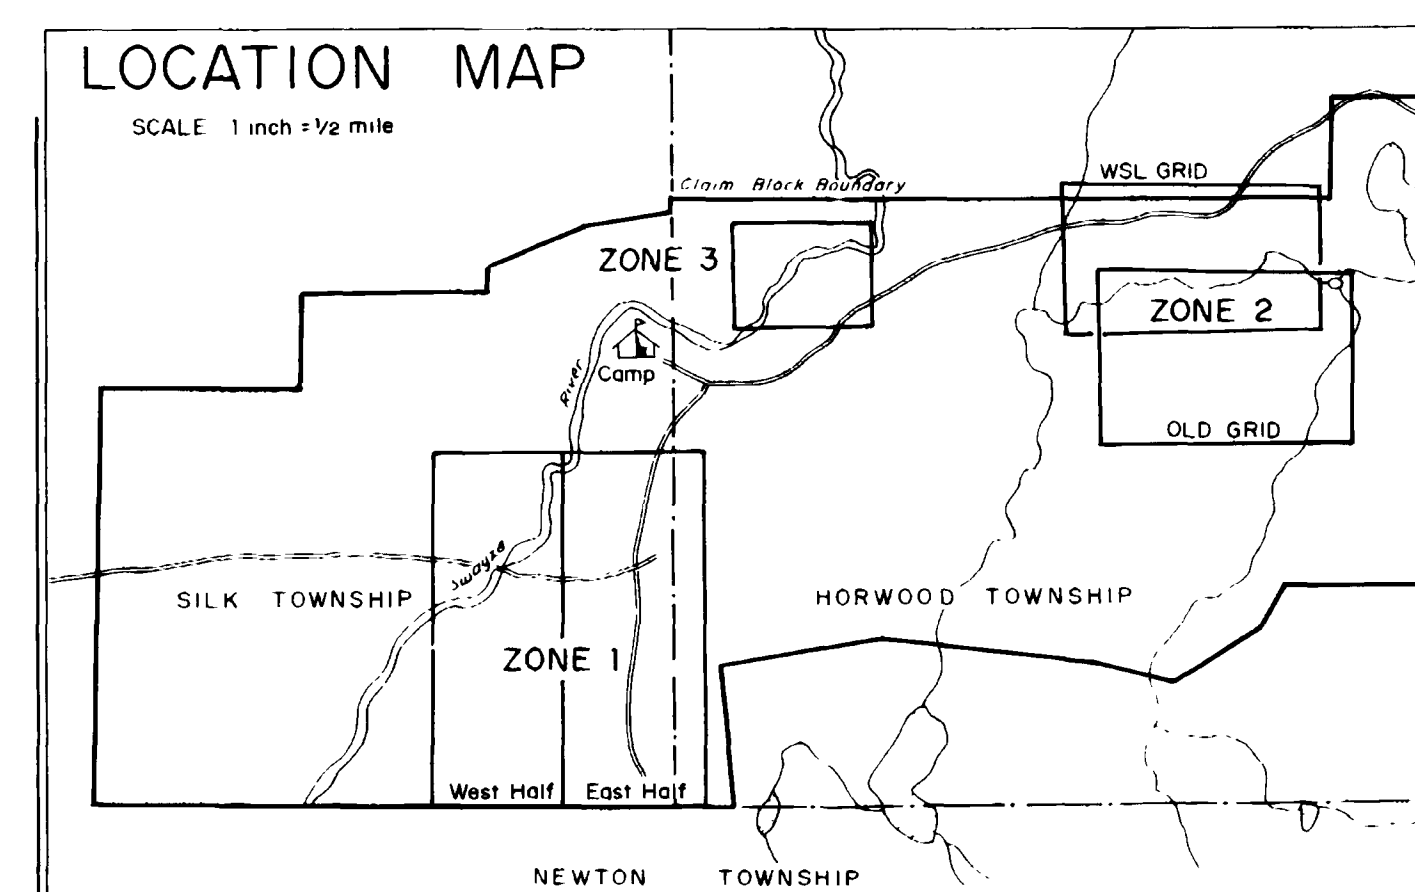 LOCATION MAP
SCALE 1 inch = 1/2 mile
Claim Block Boundary
WSL GRID
ZONE 3
ZONE 2
River
Camp
OLD GRID
Swayze
SILK TOWNSHIP
HORWOOD TOWNSHIP
ZONE 1
West Half
East Half
NEWTON TOWNSHIP